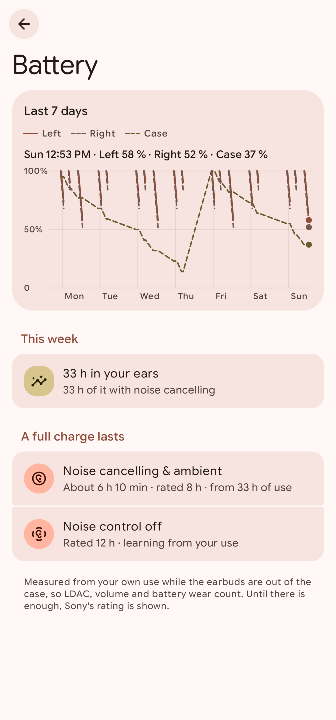 Battery
Last 7 days
Left Right Case
Sun 12:53 PM · Left 58 % · Right 52 % · Case 37 %
100%
50%
0
Mon Tue Wed Thu Fri Sat Sun
This week
33 h in your ears
33 h of it with noise cancelling
A full charge lasts
Noise cancelling & ambient
About 6 h 10 min · rated 8 h · from 33 h of use
Noise control off
Rated 12 h · learning from your use
Measured from your own use while the earbuds are out of the
case, so LDAC, volume and battery wear count. Until there is
enough, Sony's rating is shown.